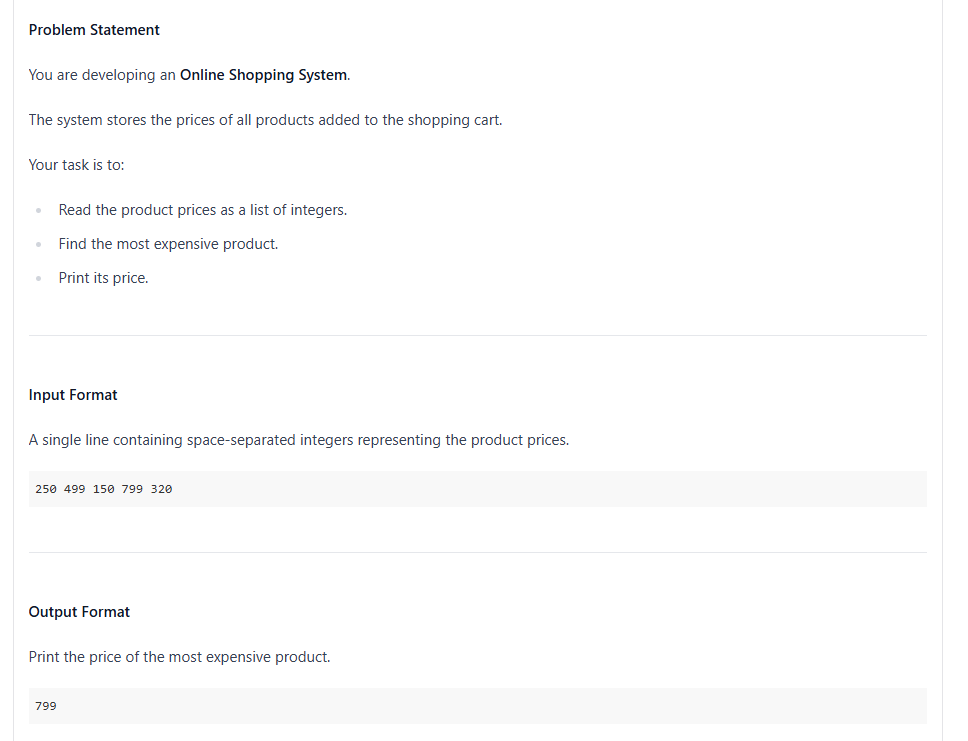 Problem Statement
You are developing an Online Shopping System.
The system stores the prices of all products added to the shopping cart.
Your task is to:
Read the product prices as a list of integers.
Find the most expensive product.
Print its price.
Input Format
A single line containing space-separated integers representing the product prices.
250 499 150 799 320
Output Format
Print the price of the most expensive product.
799